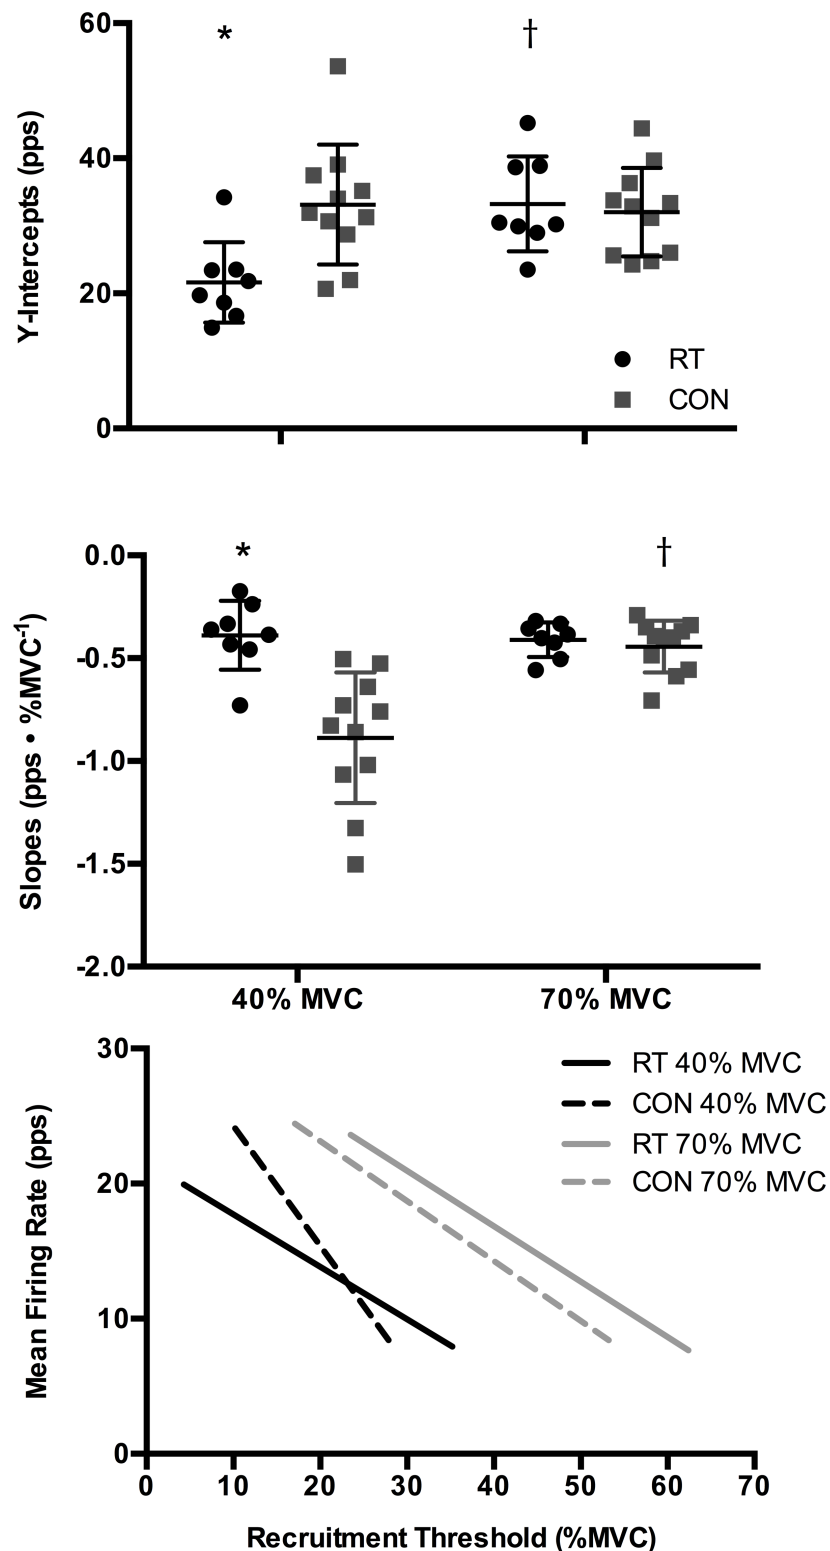 60
*
†
40
20
0
Y-Intercepts (pps)
RT
CON
0.0
*
†
-0.5
-1.0
-1.5
-2.0
Slopes (pps • %MVC-1)
40% MVC
70% MVC
30
20
10
0
Mean Firing Rate (pps)
RT 40% MVC
CON 40% MVC
RT 70% MVC
CON 70% MVC
0 10 20 30 40 50 60 70
Recruitment Threshold (%MVC)